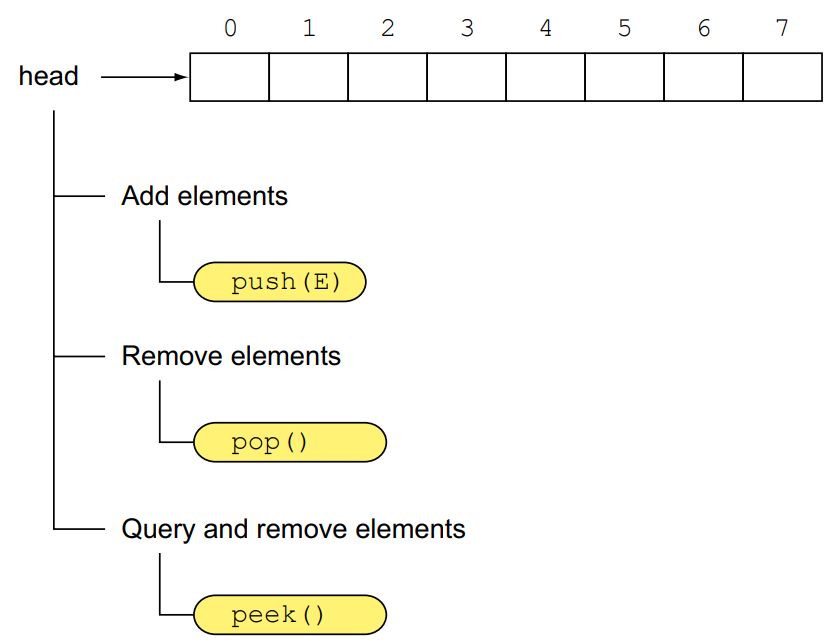 0 1 2 3 4 5 6 7
head
Add elements
push(E)
Remove elements
pop()
Query and remove elements
peek()